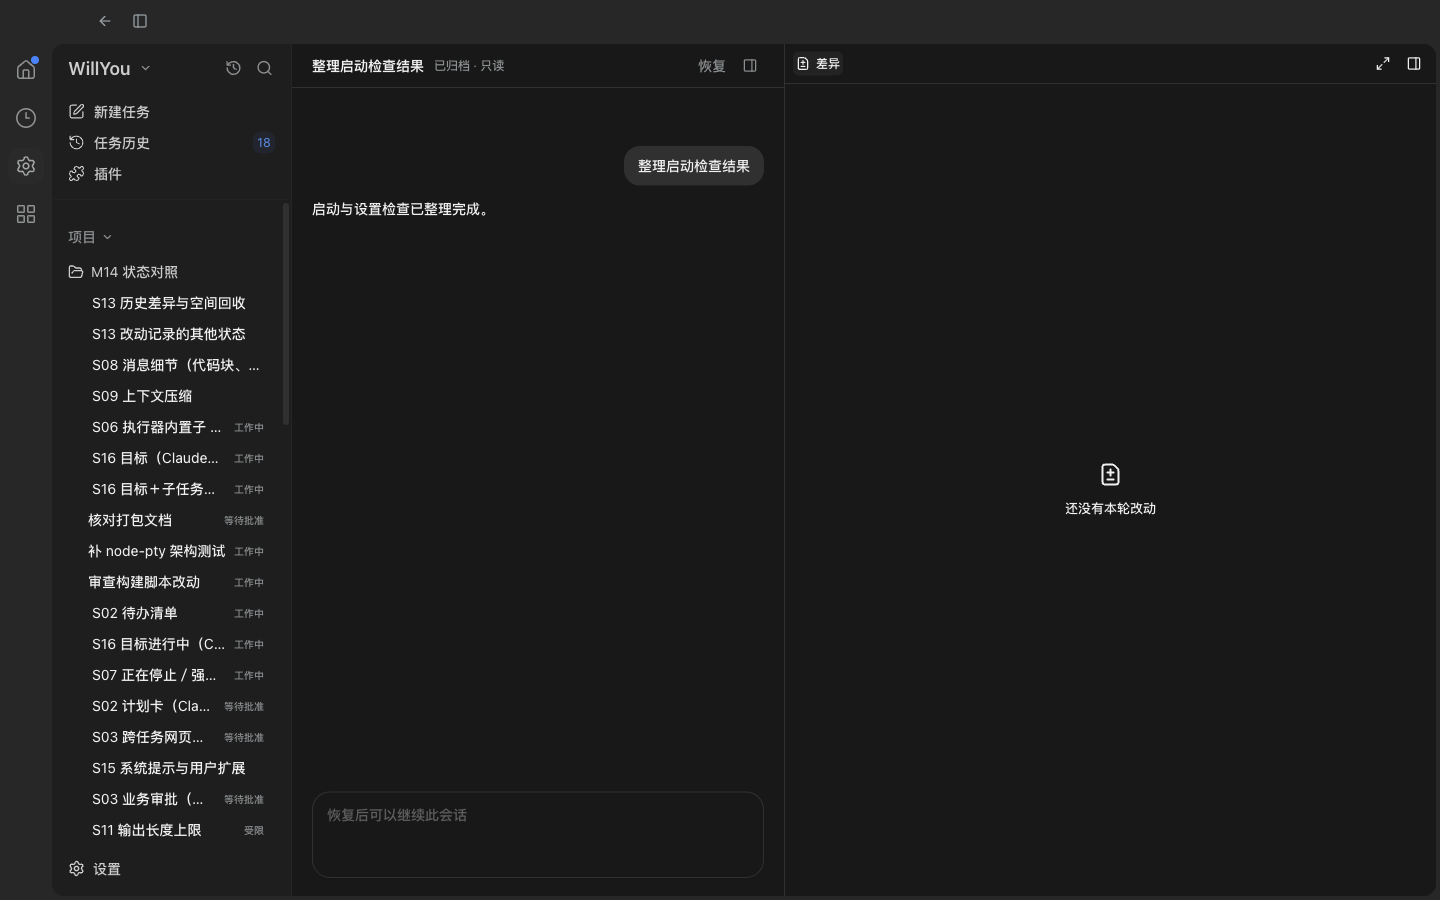 WillYou
新建任务
任务历史
18
插件
项目
M14 状态对照
S13 历史差异与空间回收
S13 改动记录的其他状态
S08 消息细节（代码块、...
S09 上下文压缩
S06 执行器内置子 ... 工作中
S16 目标（Claude... 工作中
S16 目标＋子任务... 工作中
核对打包文档 等待批准
补 node-pty 架构测试 工作中
审查构建脚本改动 工作中
S02 待办清单 工作中
S16 目标进行中（C... 工作中
S07 正在停止 / 强... 工作中
S02 计划卡（Cla... 等待批准
S03 跨任务网页... 等待批准
S15 系统提示与用户扩展
S03 业务审批（... 等待批准
S11 输出长度上限 受限
设置
整理启动检查结果 已归档 · 只读 恢复
整理启动检查结果
启动与设置检查已整理完成。
恢复后可以继续此会话
差异
还没有本轮改动